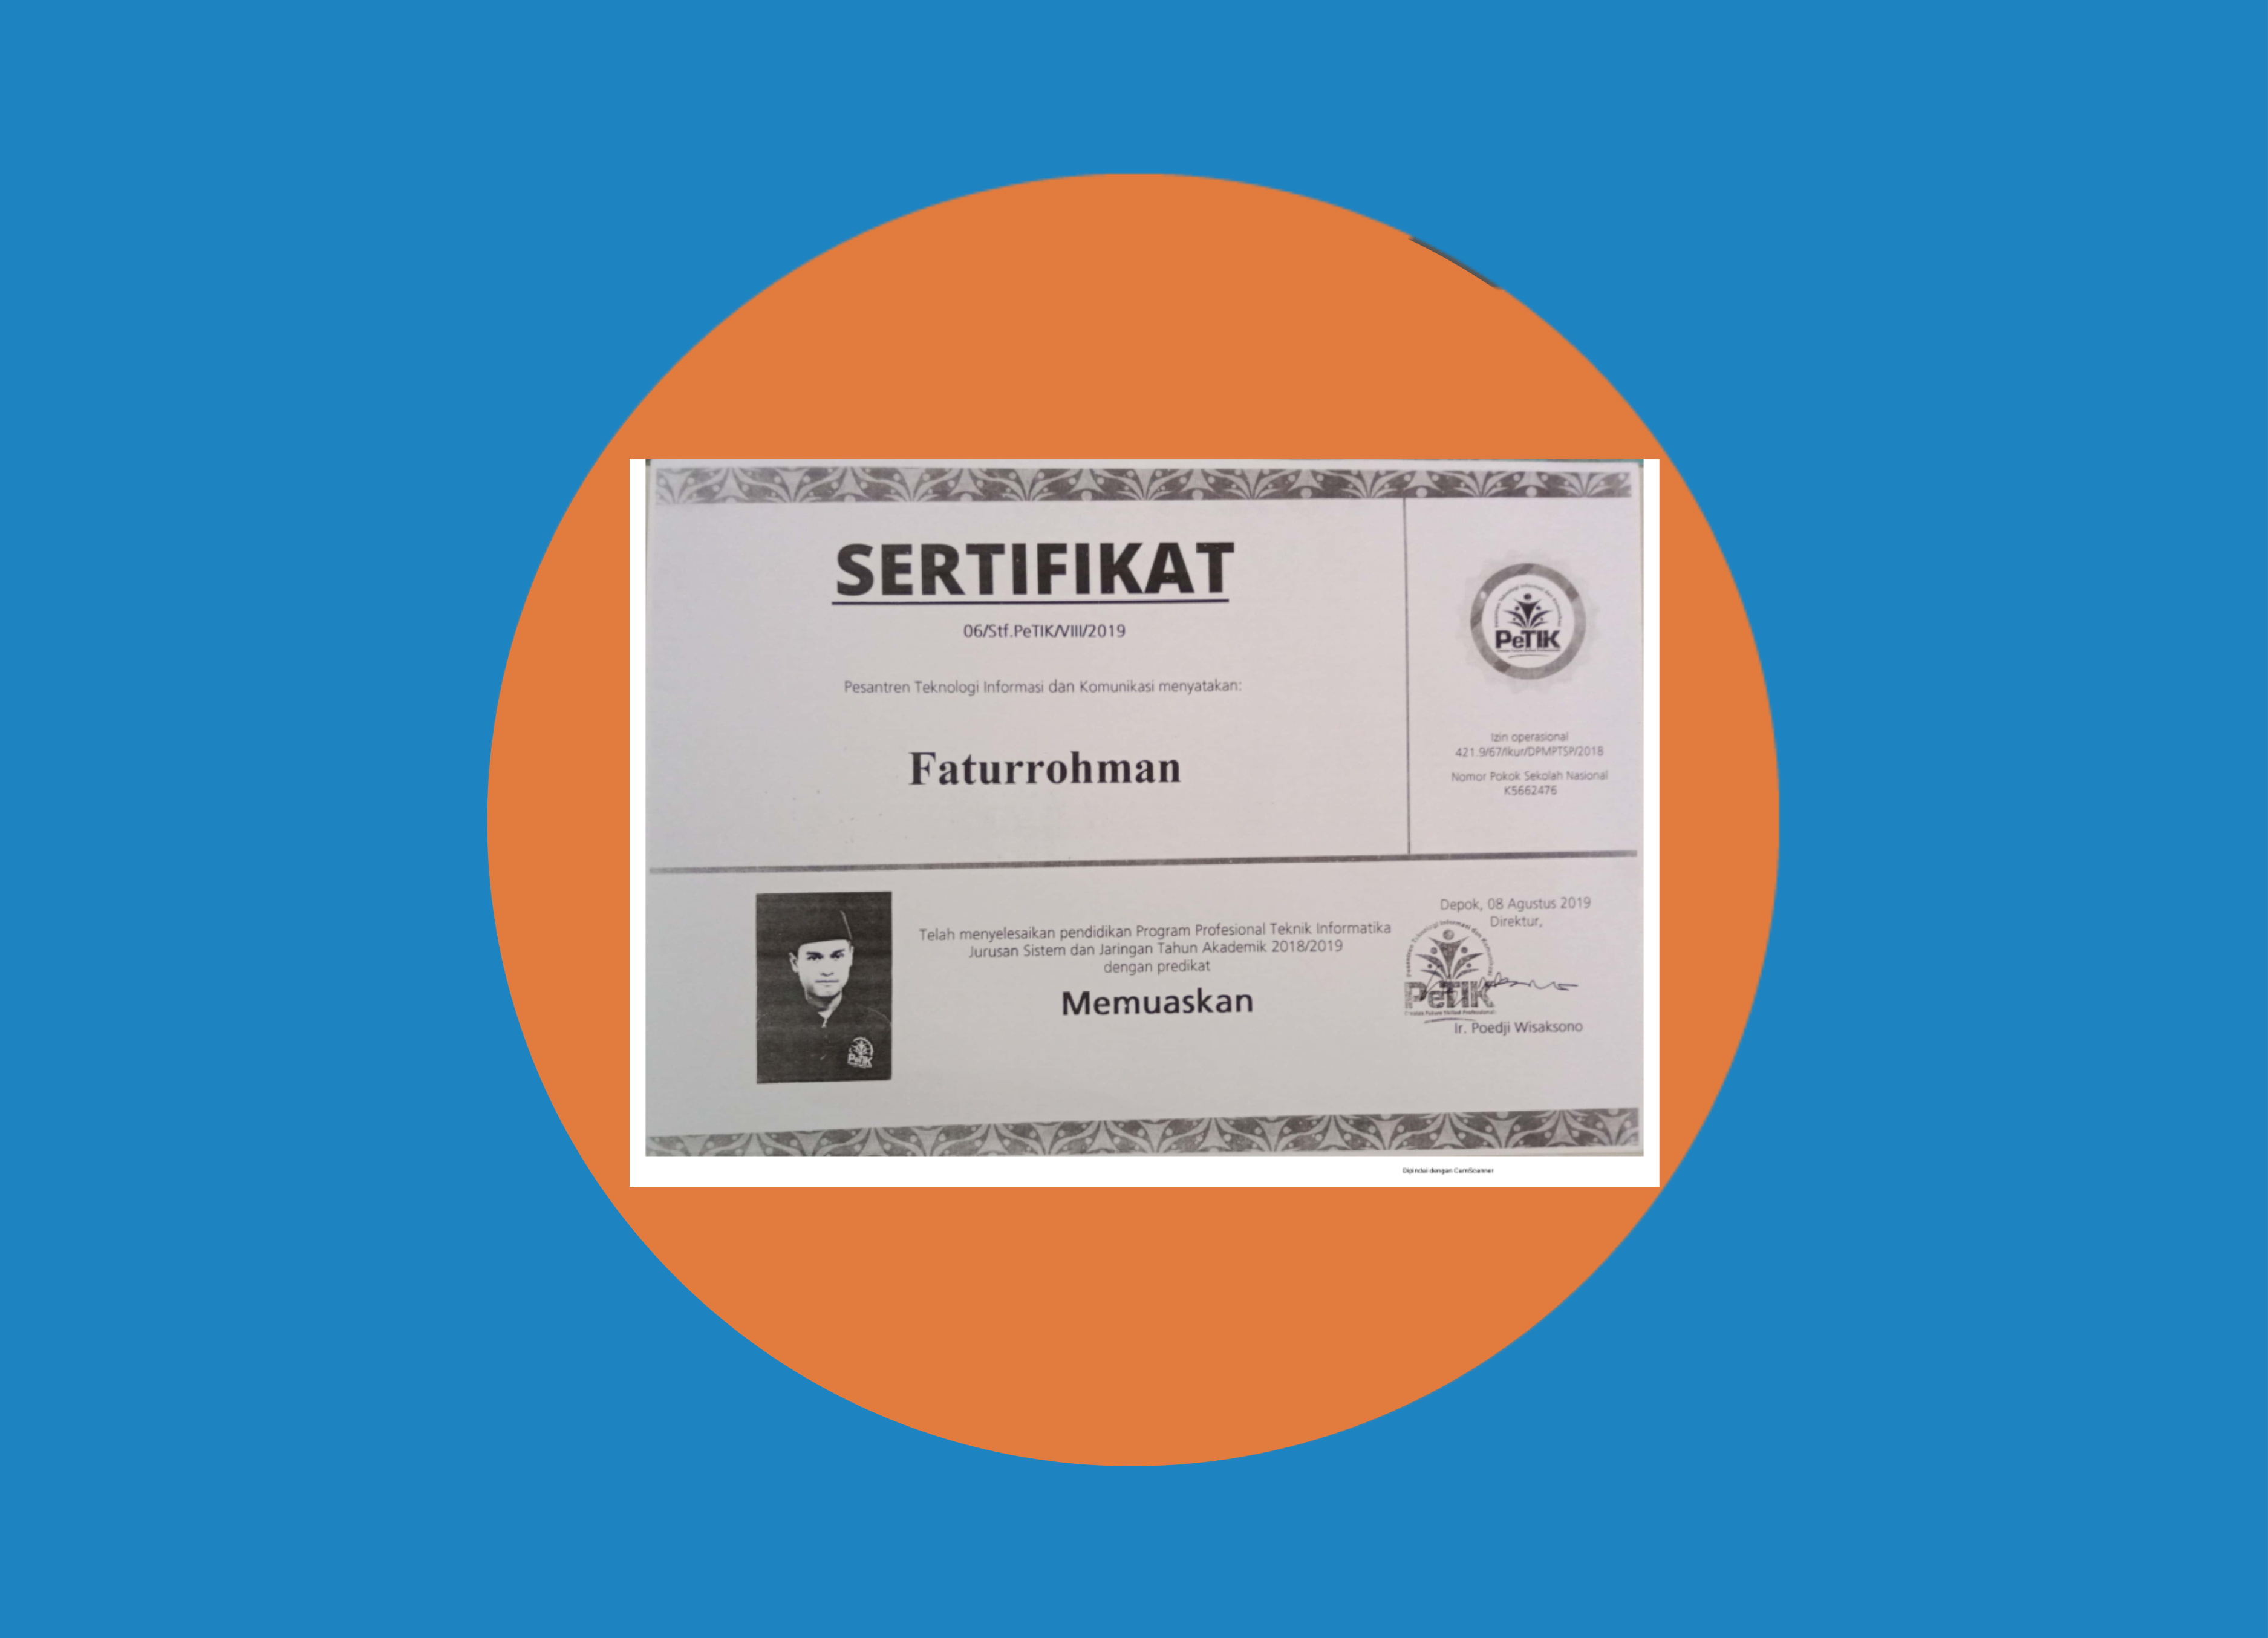 SERTIFIKAT
06/Stf.PeTIK/VIII/2019
Pesantren Teknologi Informasi dan Komunikasi menyatakan:
Faturrohman
PeTIK
Izin operasional
421.9/67/Ikur/DPMPTSP/2018
Nomor Pokok Sekolah Nasional
K5662476
PeTIK
Telah menyelesaikan pendidikan Program Profesional Teknik Informatika
Jurusan Sistem dan Jaringan Tahun Akademik 2018/2019
dengan predikat
Memuaskan
Depok, 08 Agustus 2019
Direktur,
PeTIK
Ir. Poedji Wisaksono
Dipindai dengan CamScanner